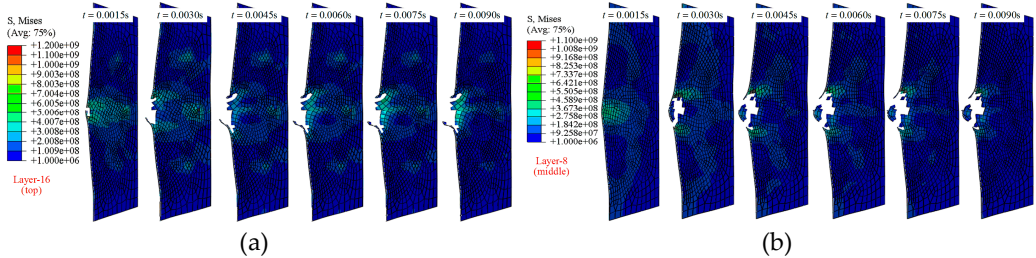 S, Mises
(Avg: 75%)
+1.200e+09
+1.100e+09
+1.000e+09
+9.003e+08
+8.003e+08
+7.004e+08
+6.005e+08
+5.006e+08
+4.007e+08
+3.008e+08
+2.008e+08
+1.009e+08
+1.000e+06
Layer-16
(top)
t = 0.0015s t = 0.0030s t = 0.0045s t = 0.0060s t = 0.0075s t = 0.0090s
(a)
S, Mises
(Avg: 75%)
+1.100e+09
+1.008e+09
+9.168e+08
+8.253e+08
+7.337e+08
+6.421e+08
+5.505e+08
+4.589e+08
+3.673e+08
+2.758e+08
+1.842e+08
+9.258e+07
+1.000e+06
Layer-8
(middle)
t = 0.0015s t = 0.0030s t = 0.0045s t = 0.0060s t = 0.0075s t = 0.0090s
(b)